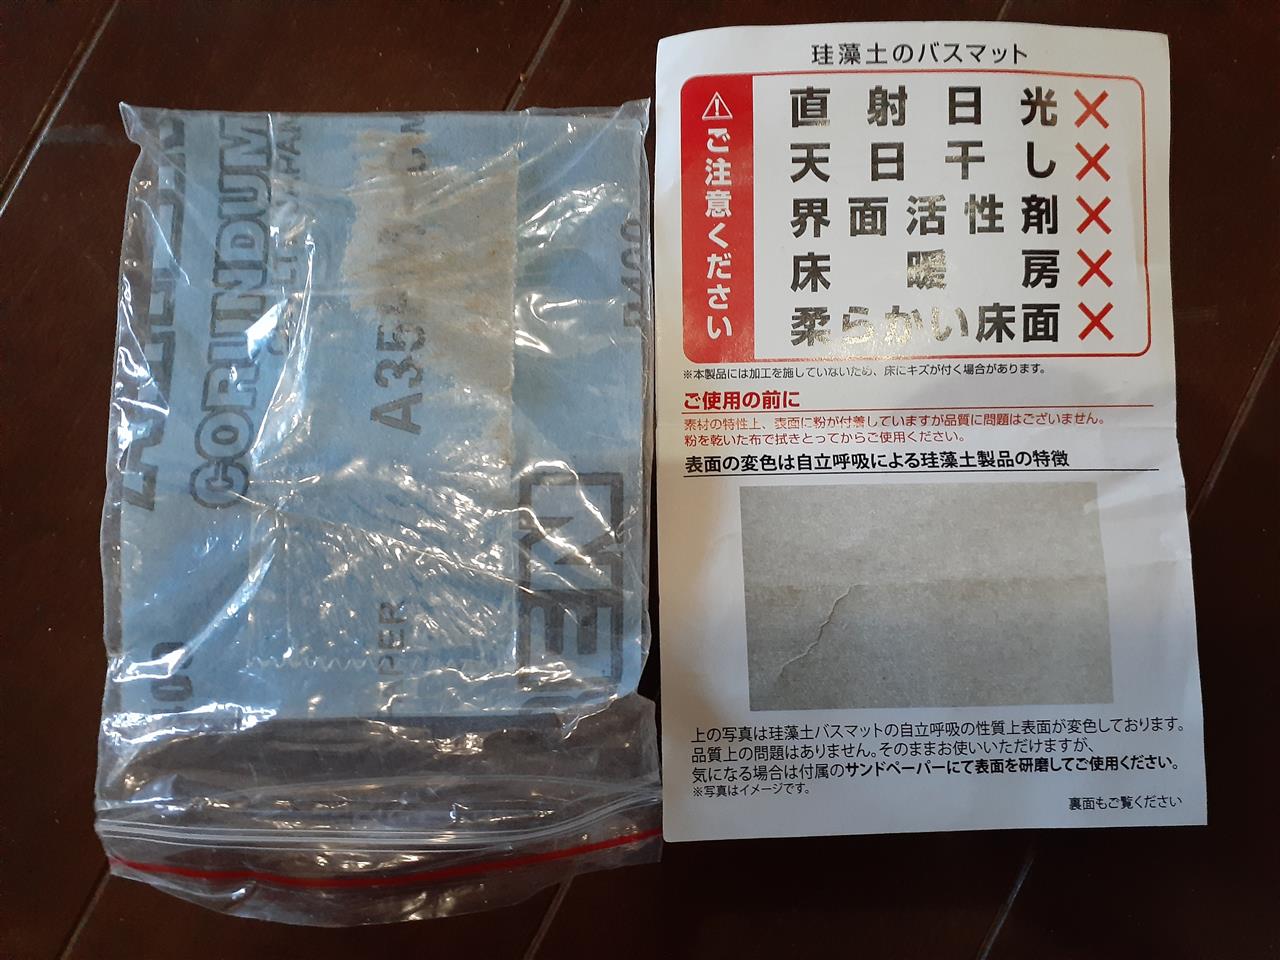 CORUNDUM
A354
PER
EN
P400
珪藻土のバスマット
ご注意ください
直射日光×
天日干し×
界面活性剤×
床暖房×
柔らかい床面×
※本製品には加工を施していないため、床にキズが付く場合があります。
ご使用の前に
素材の特性上、表面に粉が付着していますが品質に問題はございません。
粉を乾いた布で拭きとってからご使用ください。
表面の変色は自立呼吸による珪藻土製品の特徴
上の写真は珪藻土バスマットの自立呼吸の性質上表面が変色しております。
品質上の問題はありません。そのままお使いいただけますが、
気になる場合は付属のサンドペーパーにて表面を研磨してご使用ください。
※写真はイメージです。
裏面もご覧ください